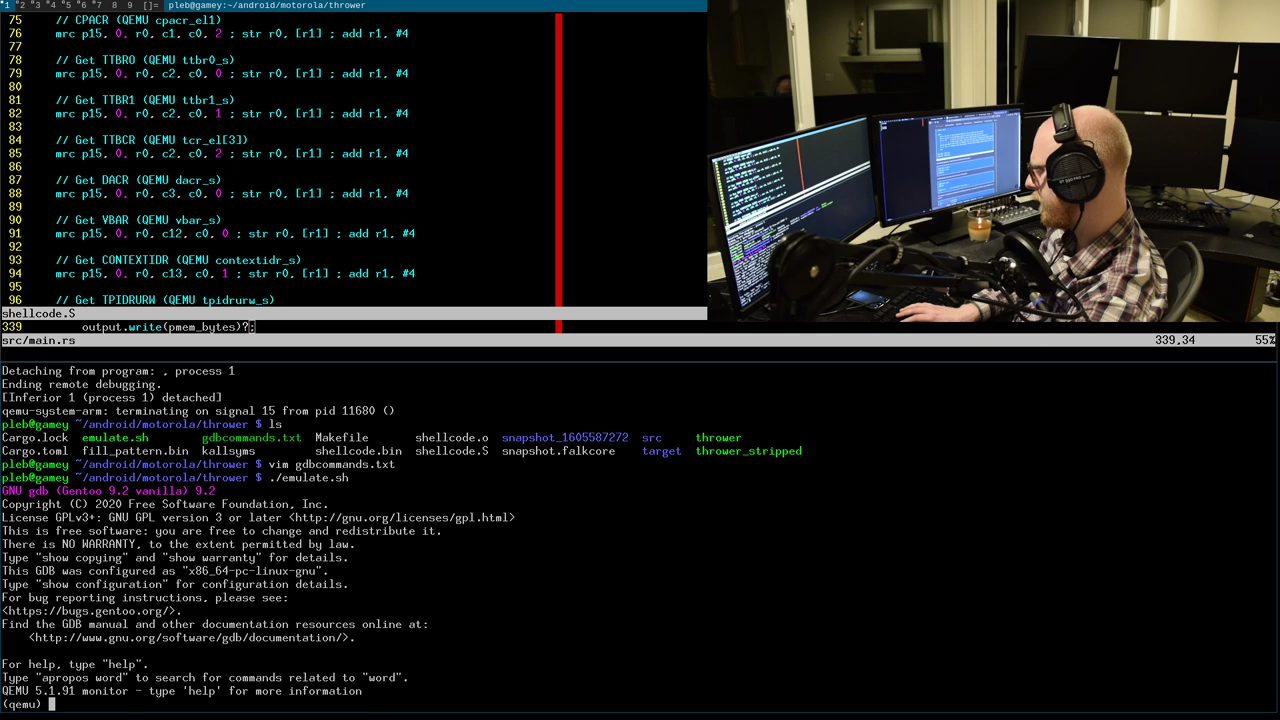 1 2 3 4 5 6 7 8 9 []= pleb@gamey:~/android/motorola/thrower
75 // CPACR (QEMU cpacr_el1)
76 mrc p15, 0, r0, c1, c0, 2 ; str r0, [r1] ; add r1, #4
77
78 // Get TTBR0 (QEMU ttbr0_s)
79 mrc p15, 0, r0, c2, c0, 0 ; str r0, [r1] ; add r1, #4
80
81 // Get TTBR1 (QEMU ttbr1_s)
82 mrc p15, 0, r0, c2, c0, 1 ; str r0, [r1] ; add r1, #4
83
84 // Get TTBCR (QEMU tcr_el[3])
85 mrc p15, 0, r0, c2, c0, 2 ; str r0, [r1] ; add r1, #4
86
87 // Get DACR (QEMU dacr_s)
88 mrc p15, 0, r0, c3, c0, 0 ; str r0, [r1] ; add r1, #4
89
90 // Get VBAR (QEMU vbar_s)
91 mrc p15, 0, r0, c12, c0, 0 ; str r0, [r1] ; add r1, #4
92
93 // Get CONTEXTIDR (QEMU contextidr_s)
94 mrc p15, 0, r0, c13, c0, 1 ; str r0, [r1] ; add r1, #4
95
96 // Get TPIDRURW (QEMU tpidrurw_s)
shellcode.S
339 output.write(pmem_bytes)?;
src/main.rs 339,34 55%
Detaching from program: , process 1
Ending remote debugging.
[Inferior 1 (process 1) detached]
qemu-system-arm: terminating on signal 15 from pid 11680 ()
pleb@gamey ~/android/motorola/thrower $ ls
Cargo.lock emulate.sh gdbcommands.txt Makefile shellcode.o snapshot_1605587272 src thrower
Cargo.toml fill_pattern.bin kallsyms shellcode.bin shellcode.S snapshot.falkcore target thrower_stripped
pleb@gamey ~/android/motorola/thrower $ vim gdbcommands.txt
pleb@gamey ~/android/motorola/thrower $ ./emulate.sh
GNU gdb (Gentoo 9.2 vanilla) 9.2
Copyright (C) 2020 Free Software Foundation, Inc.
License GPLv3+: GNU GPL version 3 or later <http://gnu.org/licenses/gpl.html>
This is free software: you are free to change and redistribute it.
There is NO WARRANTY, to the extent permitted by law.
Type "show copying" and "show warranty" for details.
This GDB was configured as "x86_64-pc-linux-gnu".
Type "show configuration" for configuration details.
For bug reporting instructions, please see:
<https://bugs.gentoo.org/>.
Find the GDB manual and other documentation resources online at:
<http://www.gnu.org/software/gdb/documentation/>.
For help, type "help".
Type "apropos word" to search for commands related to "word".
QEMU 5.1.91 monitor - type 'help' for more information
(qemu)